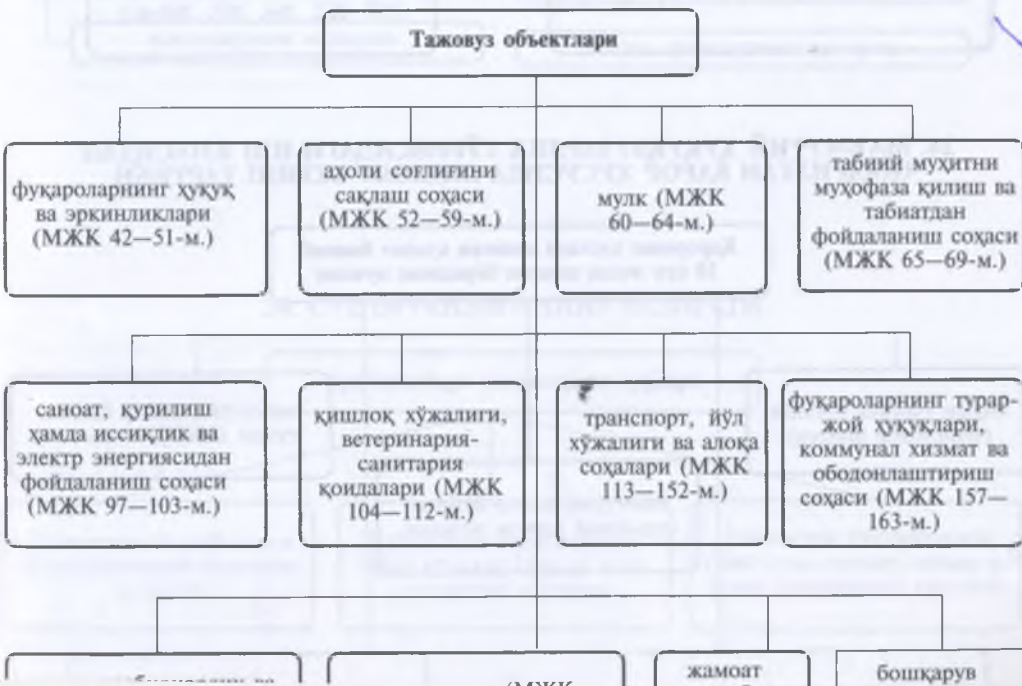 Тажовуз объектлари
фуқароларнинг ҳуқуқ
ва эркинликлари
(МЖК 42—51-м.)
аҳоли соғлиғини
сақлаш соҳаси
(МЖК 52—59-м.)
мулк (МЖК
60—64-м.)
табиий муҳитни
муҳофаза қилиш ва
табиатдан
фойдаланиш соҳаси
(МЖК 65—69-м.)
саноат, қурилиш
ҳамда иссиқлик ва
электр энергиясидан
фойдаланиш соҳаси
(МЖК 97—103-м.)
қишлоқ хўжалиги,
ветеринария-
санитария
қоидалари (МЖК
104—112-м.)
транспорт, йўл
хўжалиги ва алоқа
соҳалари (МЖК
113—152-м.)
фуқароларнинг турар-
жой ҳуқуқлари,
коммунал хизмат ва
ободонлаштириш
соҳаси (МЖК 157—
163-м.)
(МЖК
жамоат
бошқарув